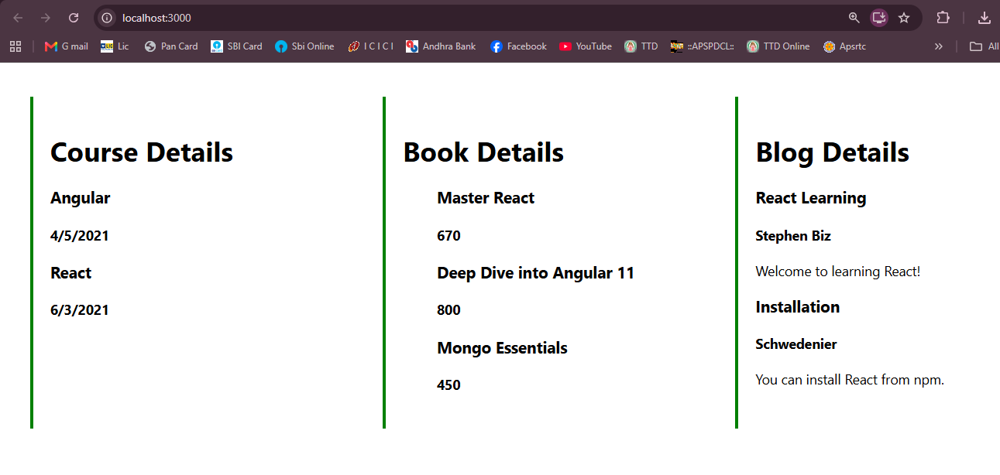 localhost:3000
G mail Lic Pan Card SBI Card Sbi Online I C I C I Andhra Bank Facebook YouTube TTD ::APSPDCL:: TTD Online Apsrtc » All
Course Details
Angular
4/5/2021
React
6/3/2021
Book Details
Master React
670
Deep Dive into Angular 11
800
Mongo Essentials
450
Blog Details
React Learning
Stephen Biz
Welcome to learning React!
Installation
Schwedenier
You can install React from npm.